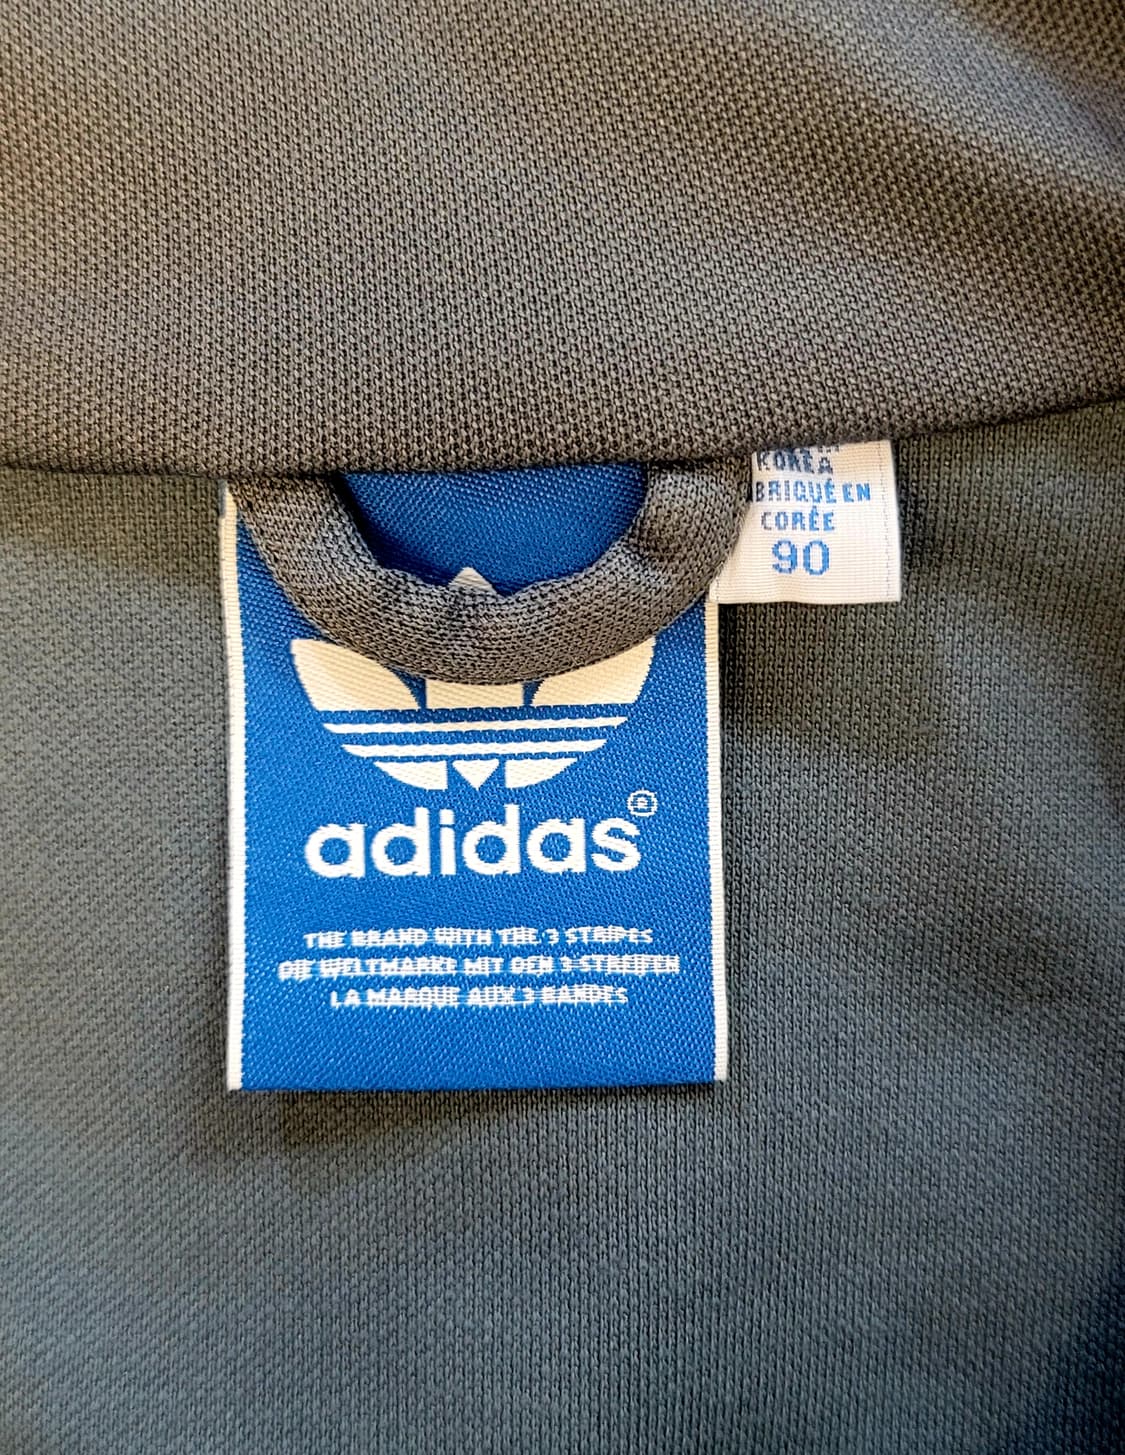 KOREA
BRIQUÉ EN
CORÉE
90
adidas®
THE BRAND WITH THE 3 STRIPES
DIE WELTMARKE MIT DEN 3 STREIFEN
LA MARQUE AUX 3 BANDES